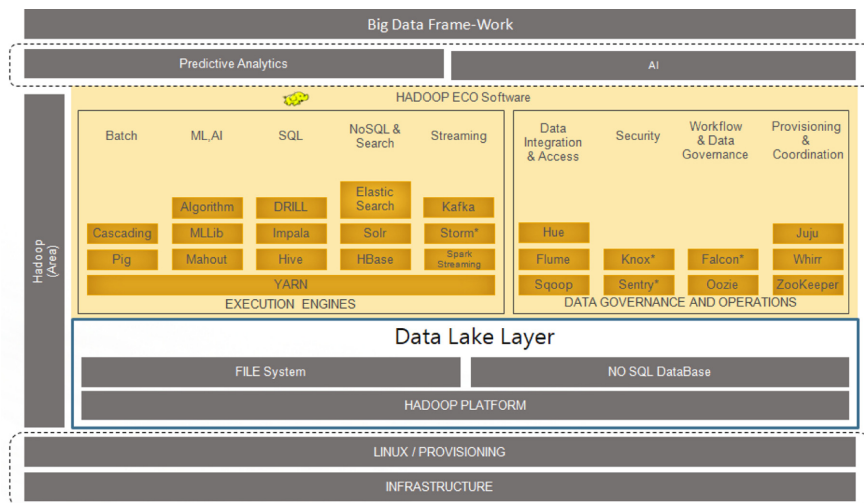 Big Data Frame-Work
Predictive Analytics
AI
Hadoop
(Area)
HADOOP ECO Software
Batch
ML,AI
SQL
NoSQL &
Search
Streaming
Algorithm
DRILL
Elastic
Search
Kafka
Cascading
MLLib
Impala
Solr
Storm*
Pig
Mahout
Hive
HBase
Spark
Streaming
YARN
EXECUTION ENGINES
Data
Integration
& Access
Security
Workflow
& Data
Governance
Provisioning
&
Coordination
Hue
Juju
Flume
Knox*
Falcon*
Whirr
Sqoop
Sentry*
Oozie
ZooKeeper
DATA GOVERNANCE AND OPERATIONS
Data Lake Layer
FILE System
NO SQL DataBase
HADOOP PLATFORM
LINUX / PROVISIONING
INFRASTRUCTURE